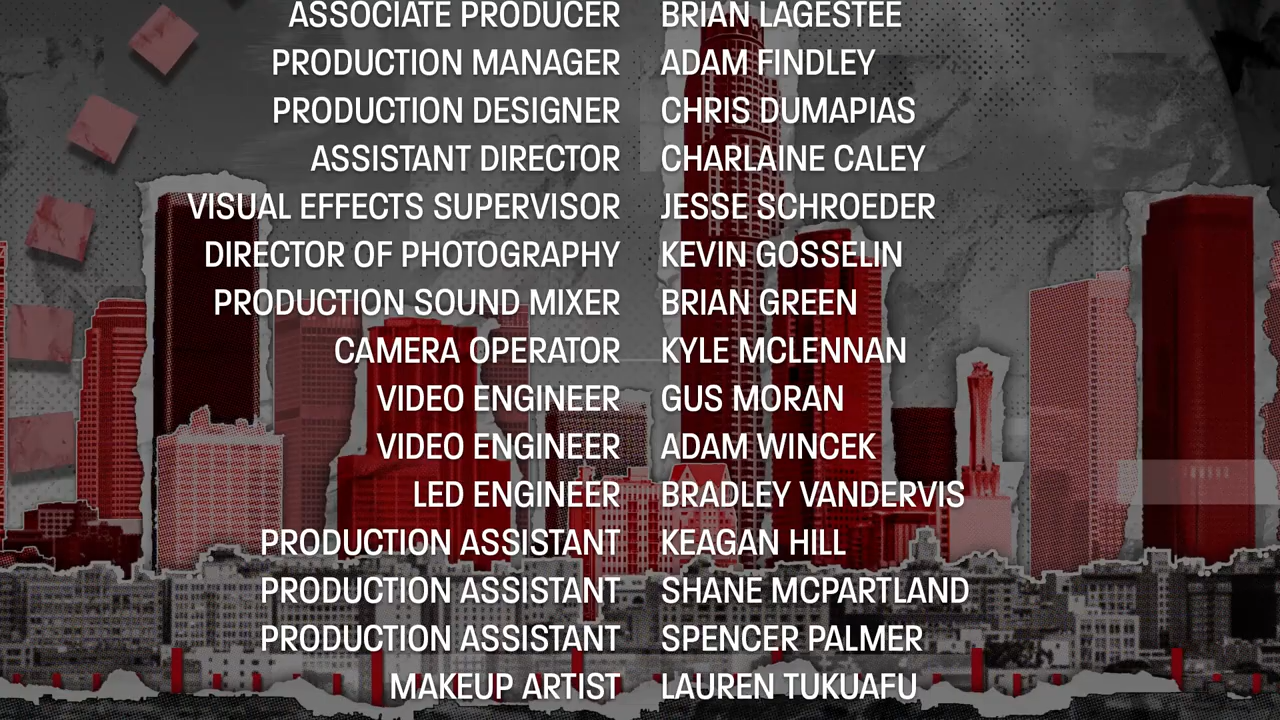 ASSOCIATE PRODUCER BRIAN LAGESTEE
PRODUCTION MANAGER ADAM FINDLEY
PRODUCTION DESIGNER CHRIS DUMAPIAS
ASSISTANT DIRECTOR CHARLAINE CALEY
VISUAL EFFECTS SUPERVISOR JESSE SCHROEDER
DIRECTOR OF PHOTOGRAPHY KEVIN GOSSELIN
PRODUCTION SOUND MIXER BRIAN GREEN
CAMERA OPERATOR KYLE MCLENNAN
VIDEO ENGINEER GUS MORAN
VIDEO ENGINEER ADAM WINCEK
LED ENGINEER BRADLEY VANDERVIS
PRODUCTION ASSISTANT KEAGAN HILL
PRODUCTION ASSISTANT SHANE MCPARTLAND
PRODUCTION ASSISTANT SPENCER PALMER
MAKEUP ARTIST LAUREN TUKUAFU